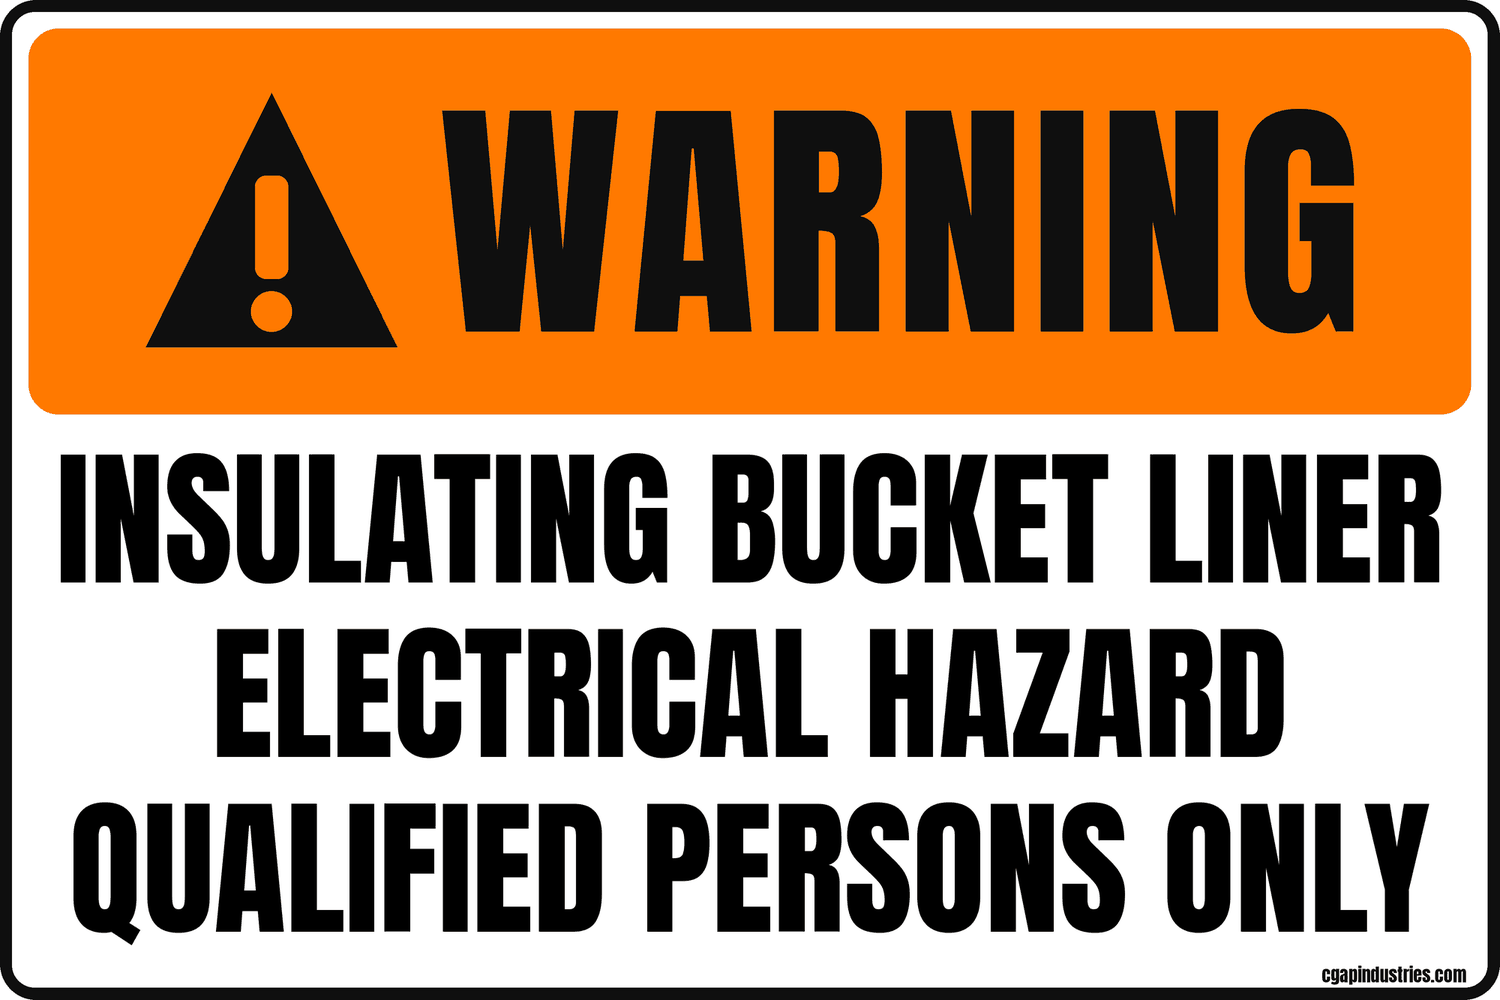 WARNING
INSULATING BUCKET LINER
ELECTRICAL HAZARD
QUALIFIED PERSONS ONLY
cgapindustries.com